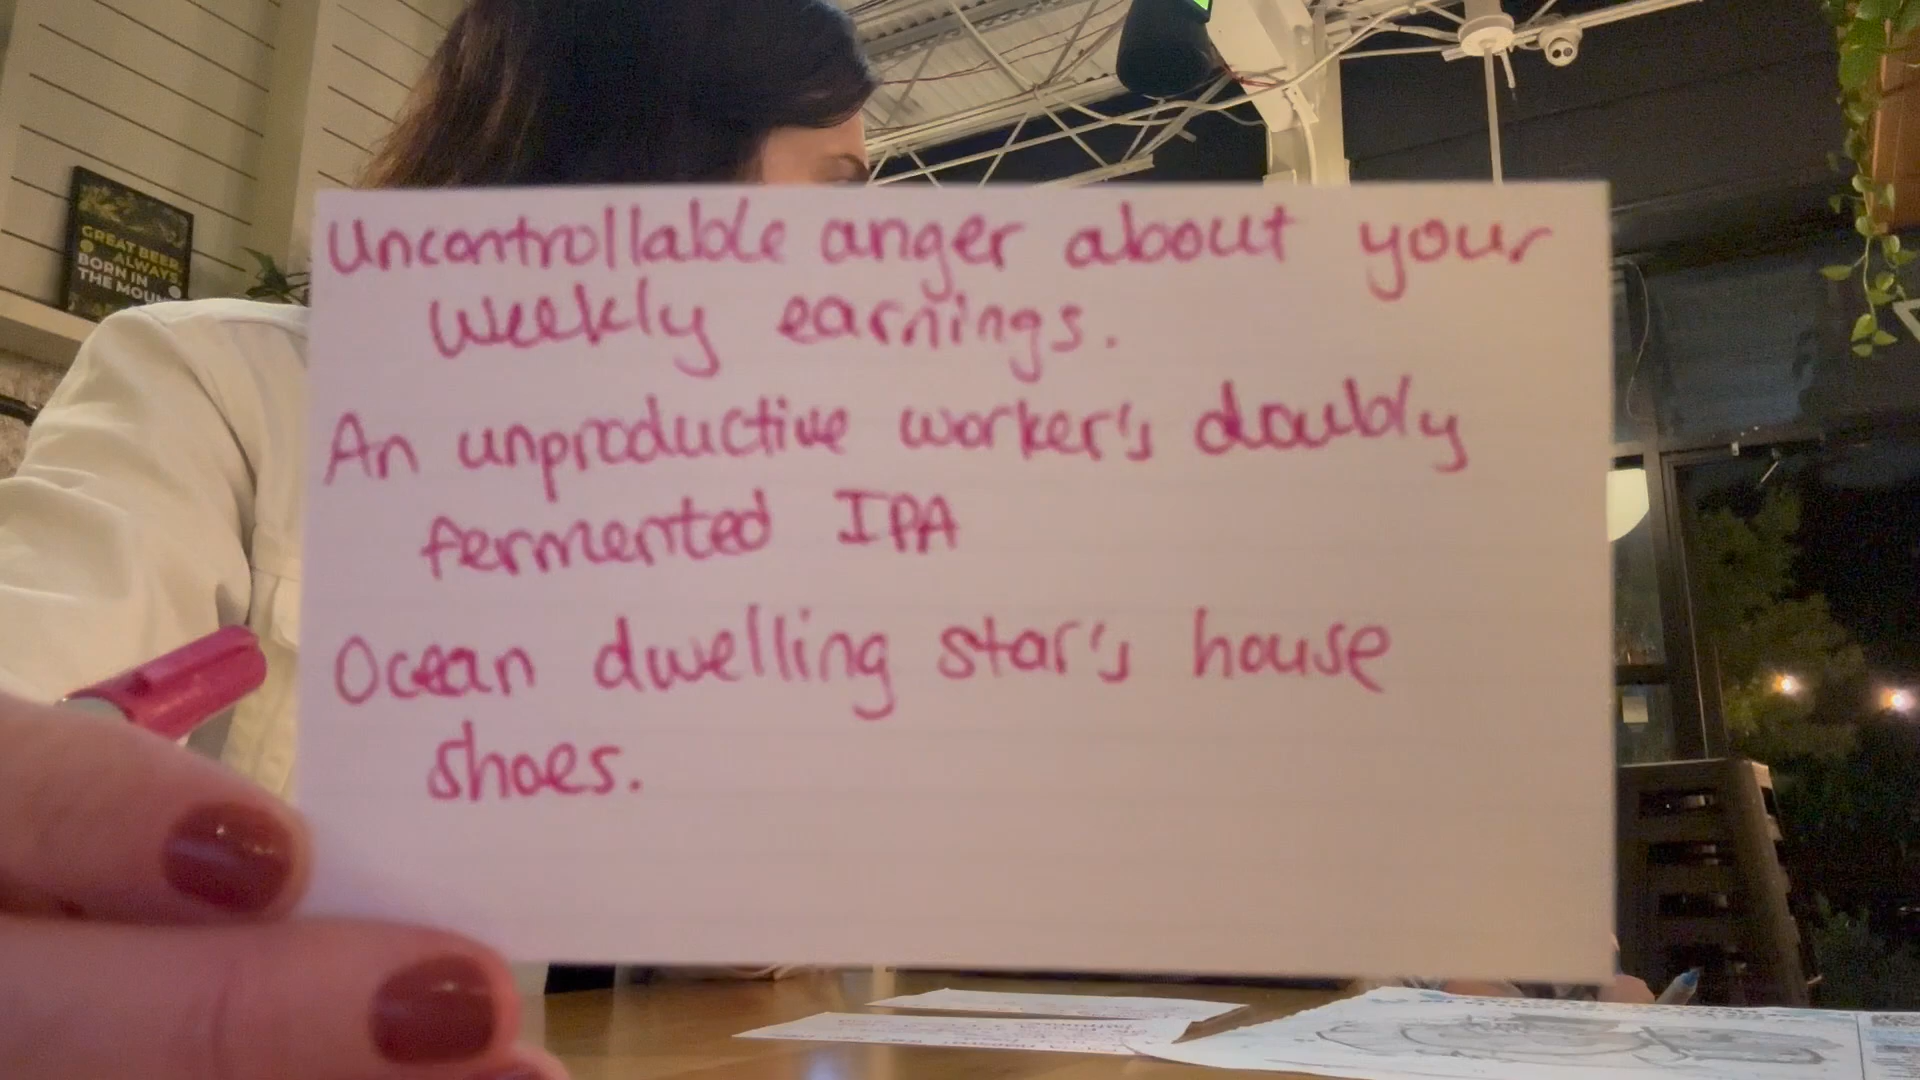 GREAT BEER
ALWAYS
BORN IN
THE
Uncontrollable anger about your
weekly earnings.
An unproductive worker's doubly
fermented IPA
Ocean dwelling star's house
shoes.